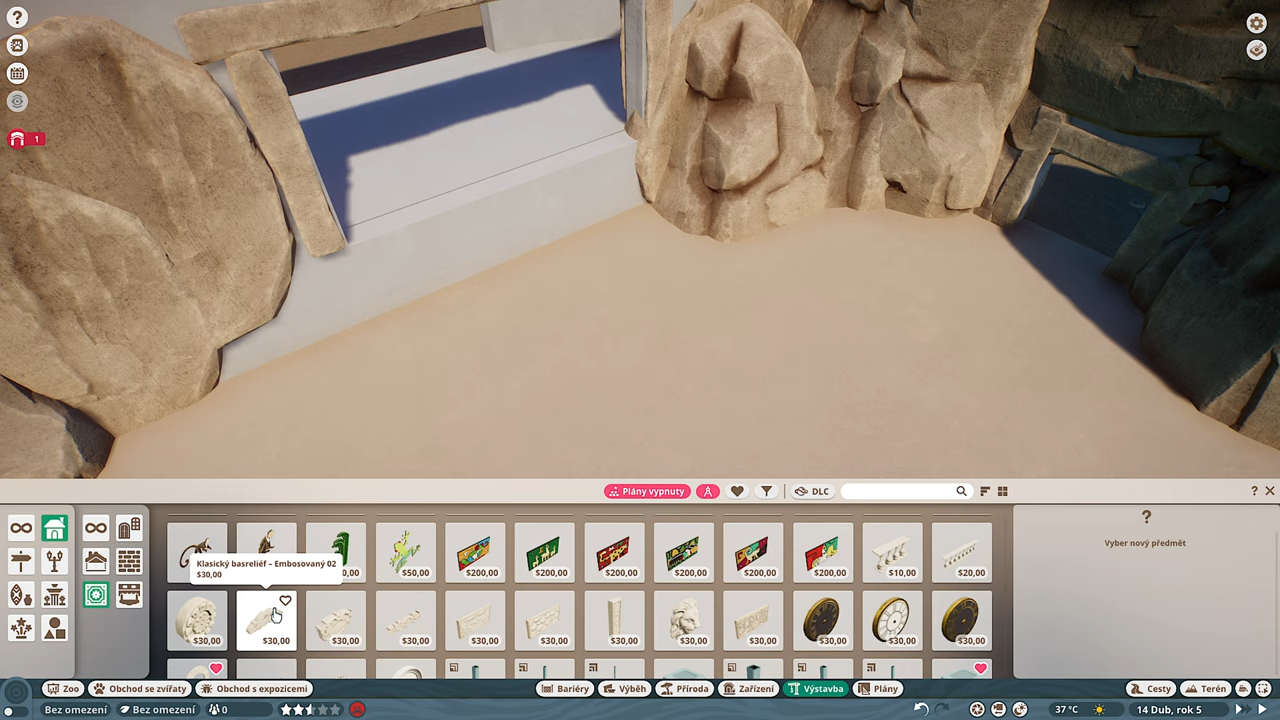 ?
1
Plány vypnuty
DLC
? ×
?
Vyber nový předmět
$50,00 $200,00 $200,00 $200,00 $200,00 $200,00 $200,00 $10,00 $20,00
Klasický basreliéf – Embosovaný 02
$30,00
$30,00 $30,00 $30,00 $30,00 $30,00 $30,00 $30,00 $30,00 $30,00 $30,00 $30,00 $30,00
Zoo Obchod se zvířaty Obchod s expozicemi Bariéry Výběh Příroda Zařízení Výstavba Plány Cesty Terén
Bez omezení Bez omezení 0 37 °C 14 Dub, rok 5